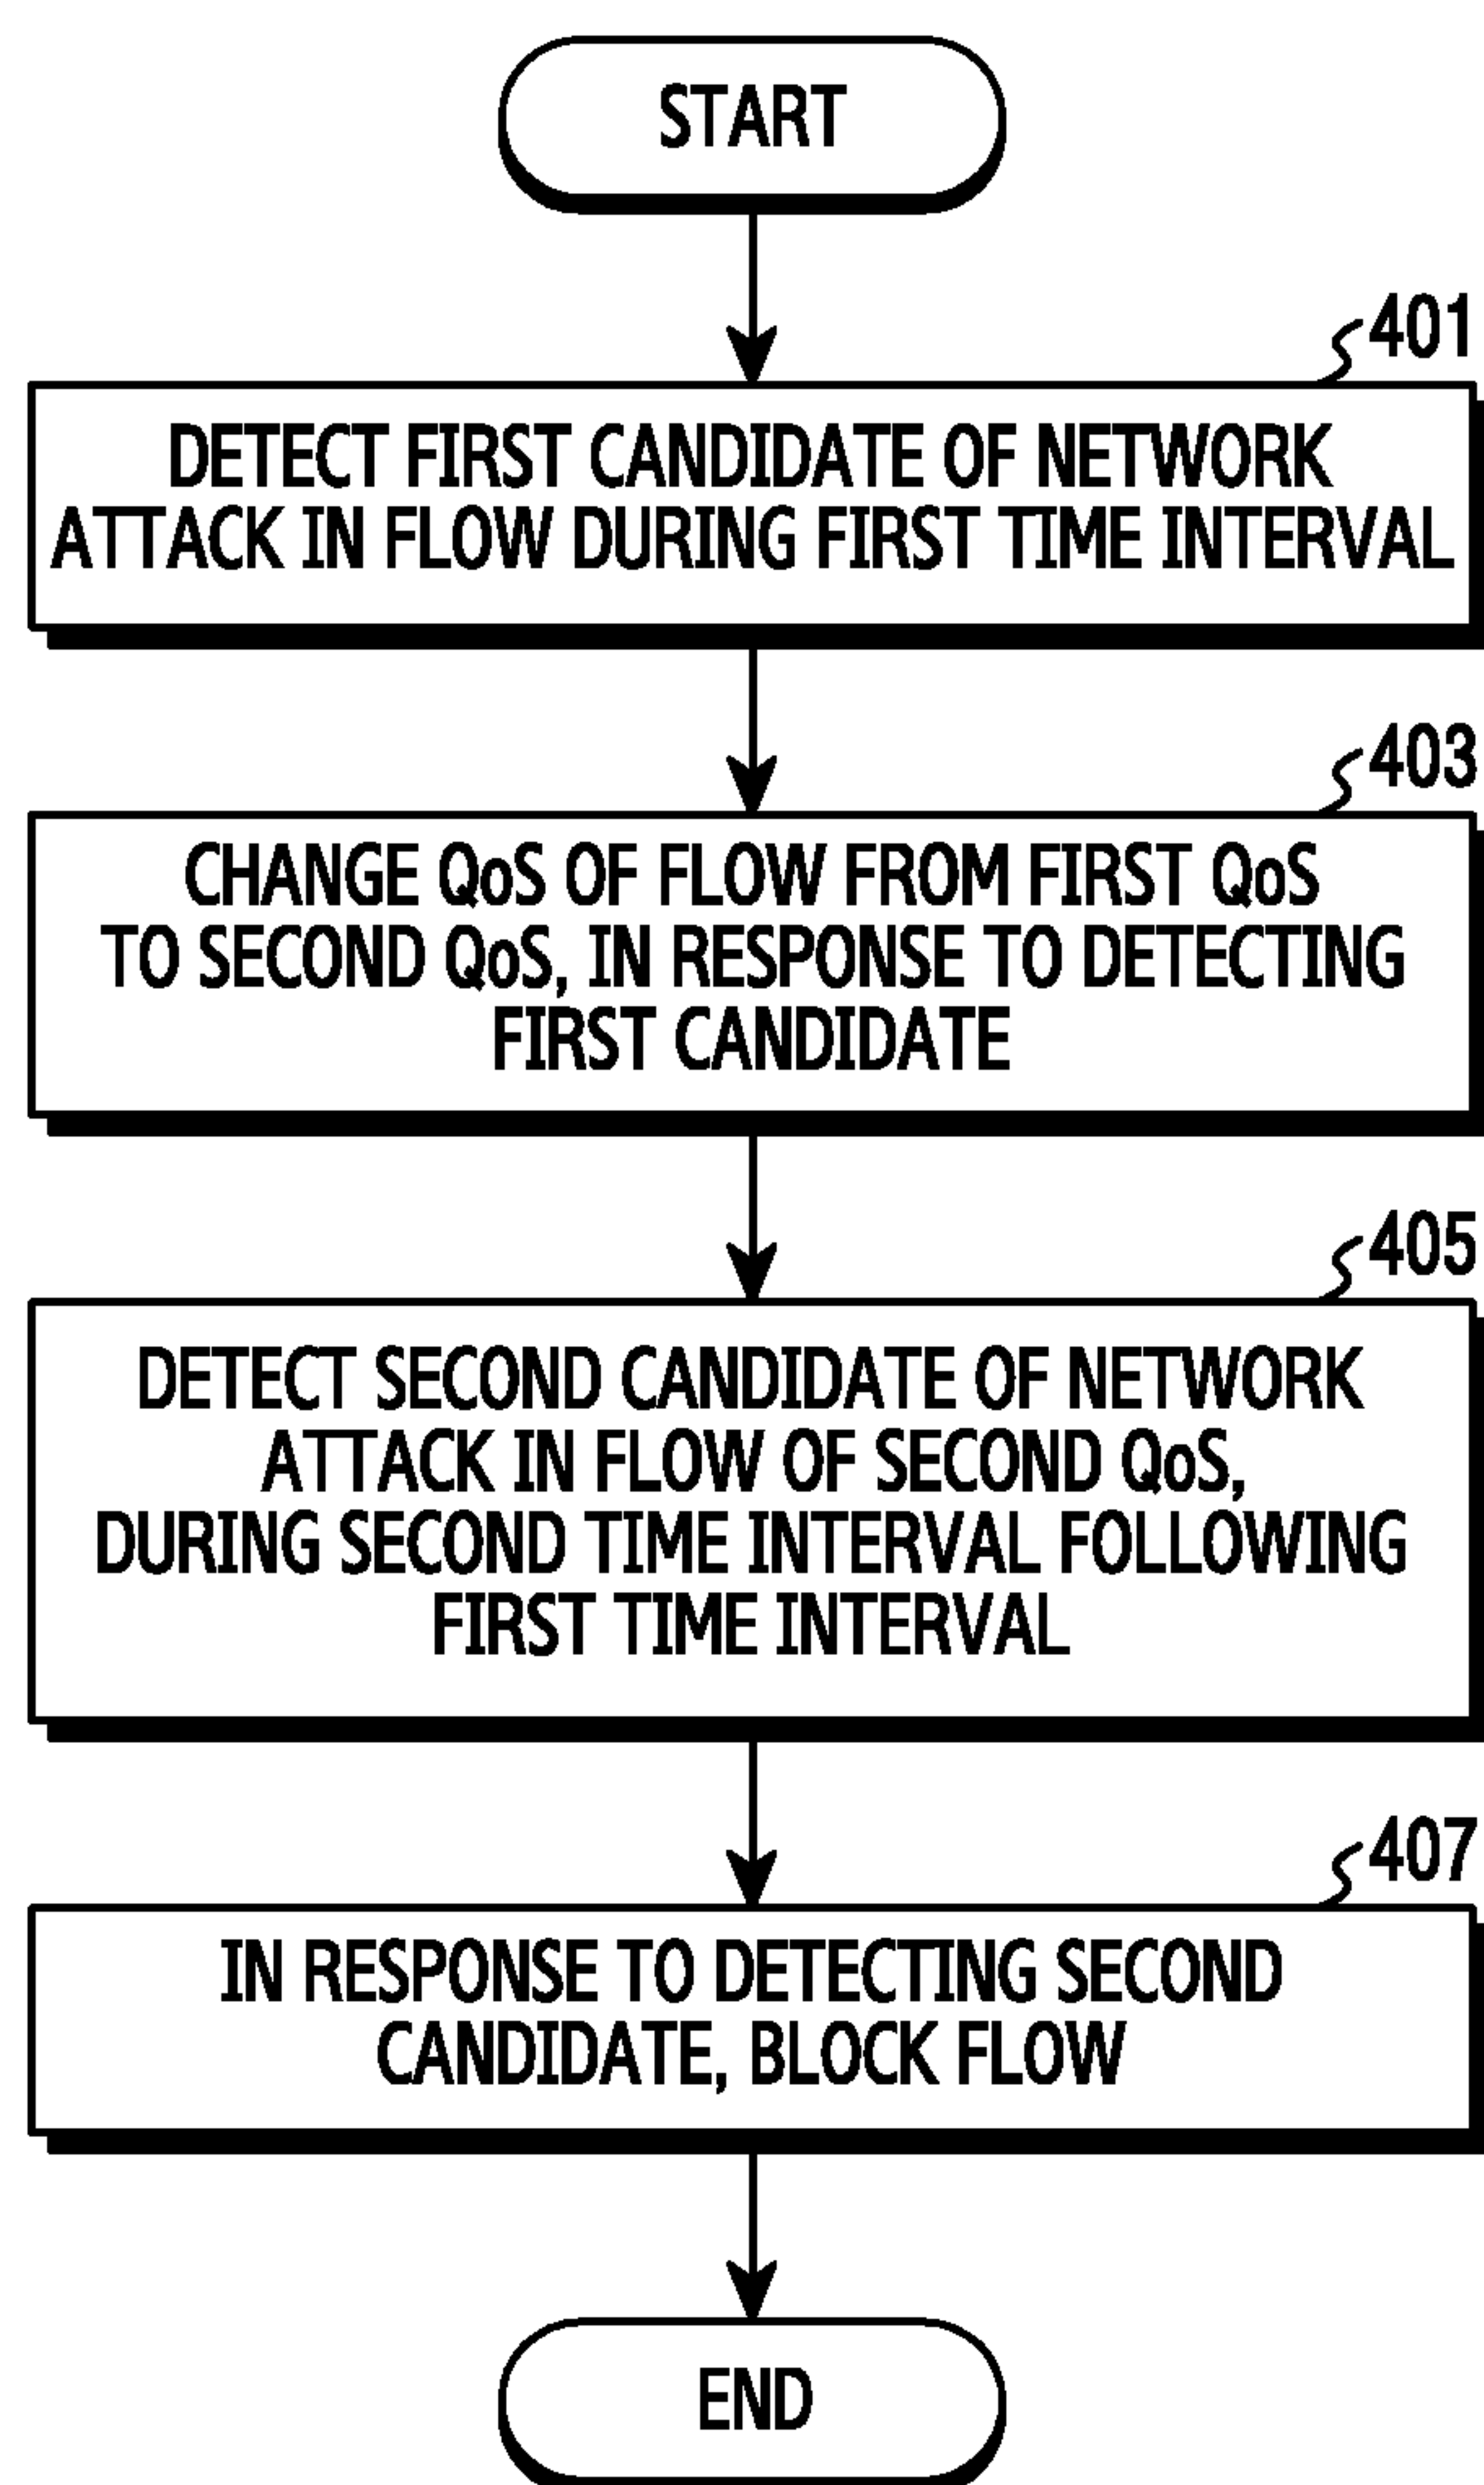 START
401
DETECT FIRST CANDIDATE OF NETWORK
ATTACK IN FLOW DURING FIRST TIME INTERVAL
403
CHANGE QoS OF FLOW FROM FIRST QoS
TO SECOND QoS, IN RESPONSE TO DETECTING
FIRST CANDIDATE
405
DETECT SECOND CANDIDATE OF NETWORK
ATTACK IN FLOW OF SECOND QoS,
DURING SECOND TIME INTERVAL FOLLOWING
FIRST TIME INTERVAL
407
IN RESPONSE TO DETECTING SECOND
CANDIDATE, BLOCK FLOW
END